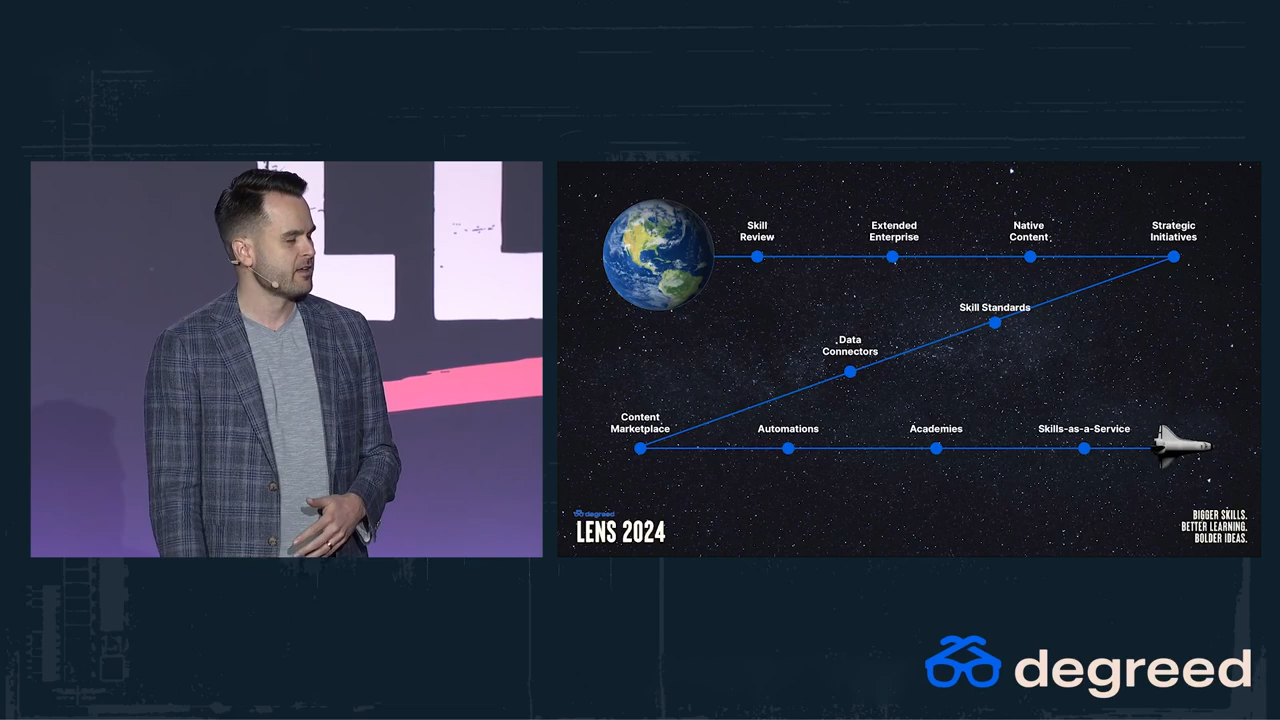 Skill
Review
Extended
Enterprise
Native
Content
Strategic
Initiatives
Skill Standards
Data
Connectors
Content
Marketplace
Automations
Academies
Skills-as-a-Service
degreed
LENS 2024
BIGGER SKILLS.
BETTER LEARNING.
BOLDER IDEAS.
degreed